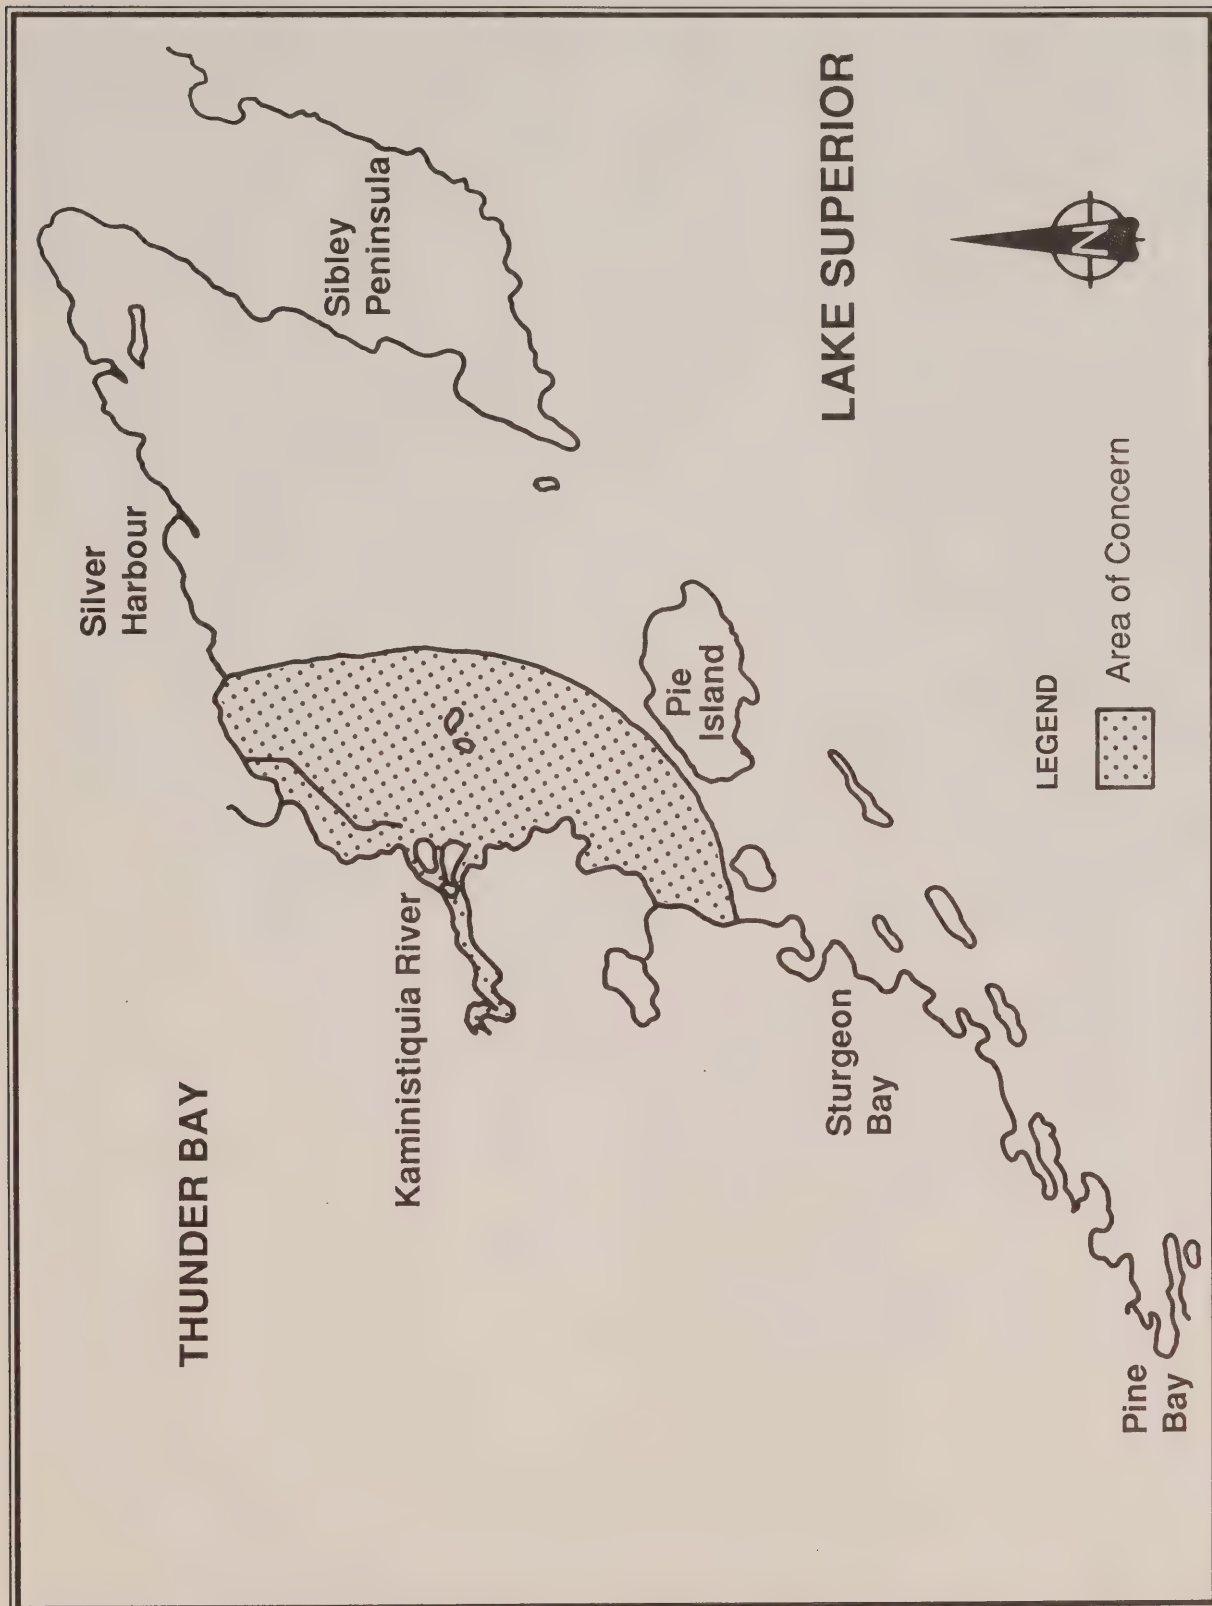 THUNDER BAY
Silver
Harbour
Sibley
Peninsula
Kaministiquia River
Pie
Island
LAKE SUPERIOR
Sturgeon
Bay
N
LEGEND
Area of Concern
Pine
Bay